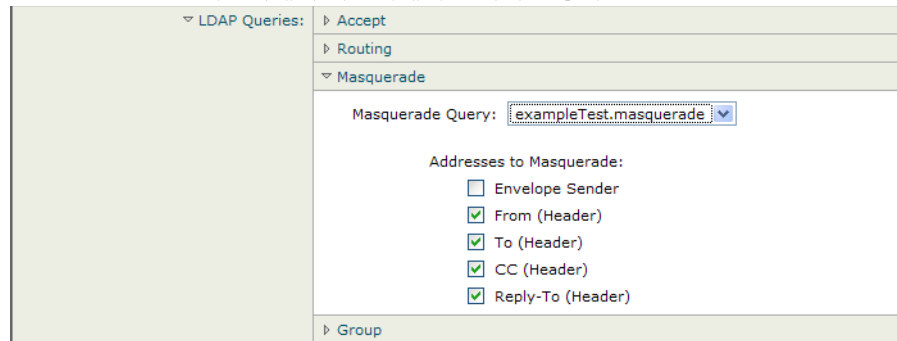 LDAP Queries:
Accept
Routing
Masquerade
Masquerade Query: exampleTest.masquerade
Addresses to Masquerade:
Envelope Sender
From (Header)
To (Header)
CC (Header)
Reply-To (Header)
Group